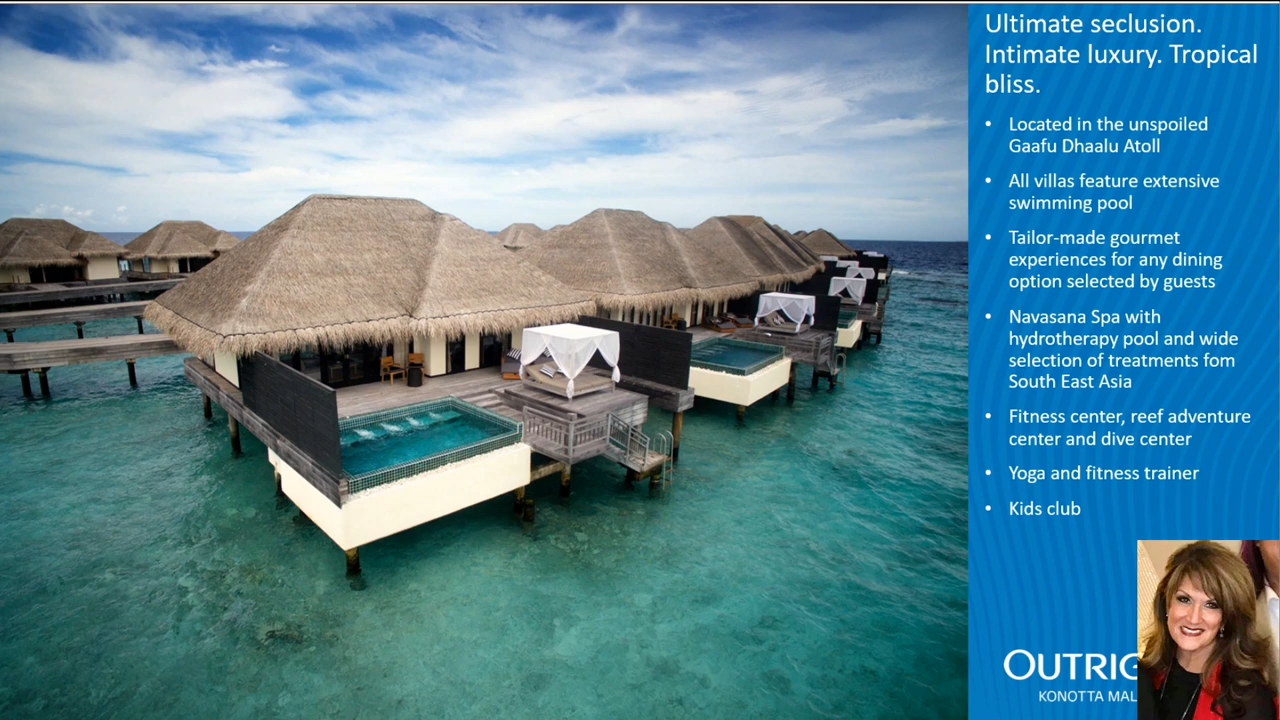 Ultimate seclusion.
Intimate luxury. Tropical
bliss.
• Located in the unspoiled
Gaafu Dhaalu Atoll
• All villas feature extensive
swimming pool
• Tailor-made gourmet
experiences for any dining
option selected by guests
• Navasana Spa with
hydrotherapy pool and wide
selection of treatments fom
South East Asia
• Fitness center, reef adventure
center and dive center
• Yoga and fitness trainer
• Kids club
OUTRIG
KONOTTA MAL